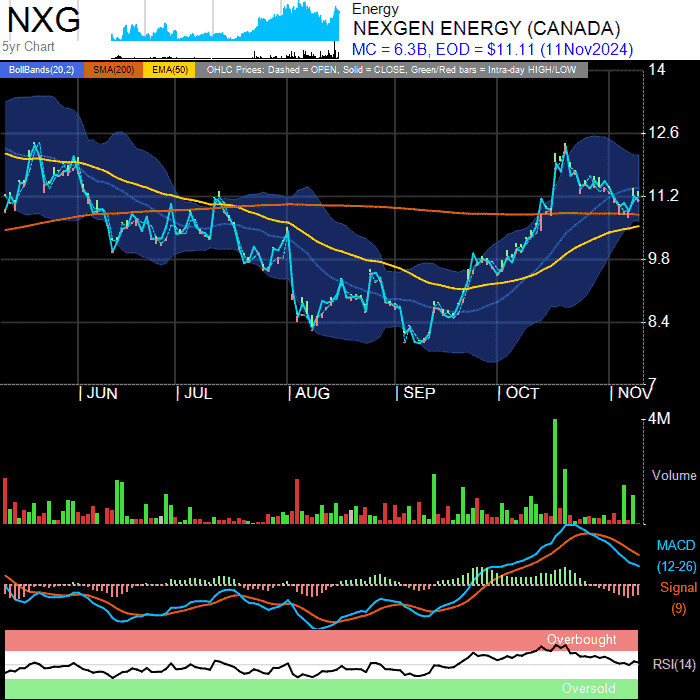 NXG
5yr Chart
Energy
NEXGEN ENERGY (CANADA)
MC = 6.3B, EOD = $11.11 (11Nov2024)
BollBands(20,2) SMA(200) EMA(50) OHLC Prices: Dashed = OPEN, Solid = CLOSE, Green/Red bars = Intra-day HIGH/LOW
14
12.6
11.2
9.8
8.4
7
| JUN | JUL | AUG | SEP | OCT | NOV
4M
Volume
MACD
(12-26)
Signal
(9)
Overbought
RSI(14)
Oversold